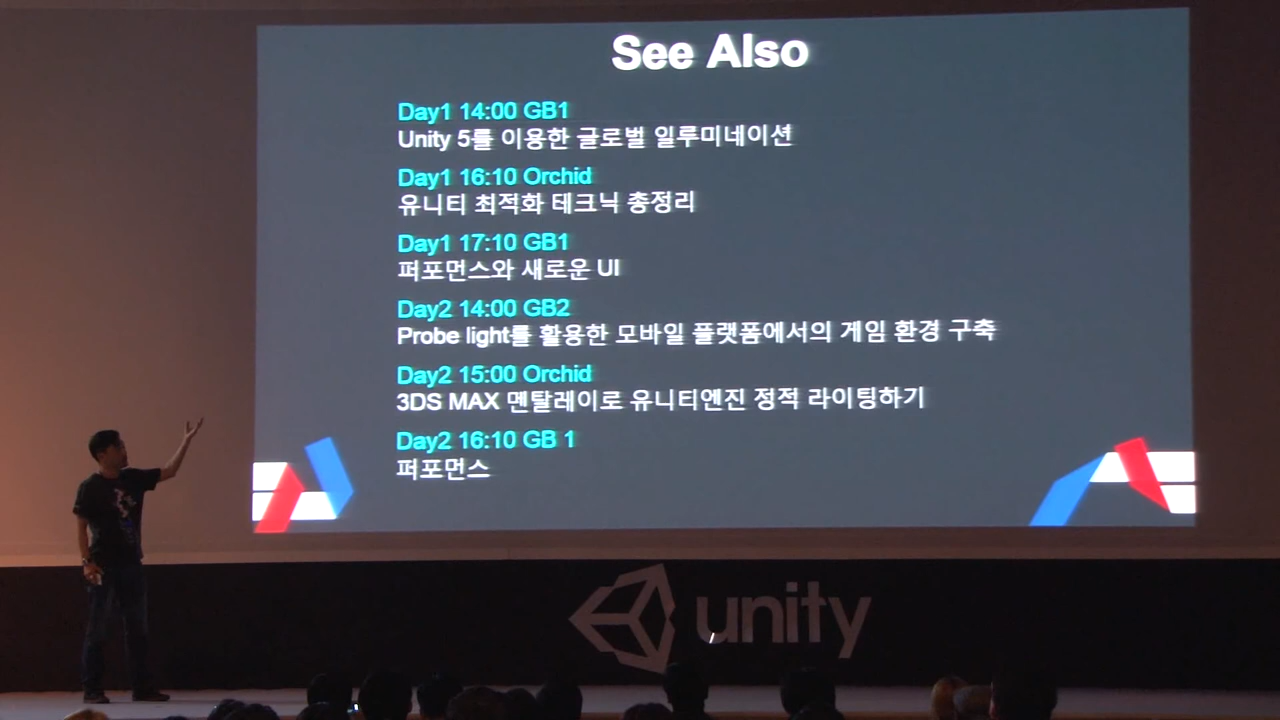 See Also
Day1 14:00 GB1
Unity 5를 이용한 글로벌 일루미네이션
Day1 16:10 Orchid
유니티 최적화 테크닉 총정리
Day1 17:10 GB1
퍼포먼스와 새로운 UI
Day2 14:00 GB2
Probe light를 활용한 모바일 플랫폼에서의 게임 환경 구축
Day2 15:00 Orchid
3DS MAX 멘탈레이로 유니티엔진 정적 라이팅하기
Day2 16:10 GB 1
퍼포먼스
unity